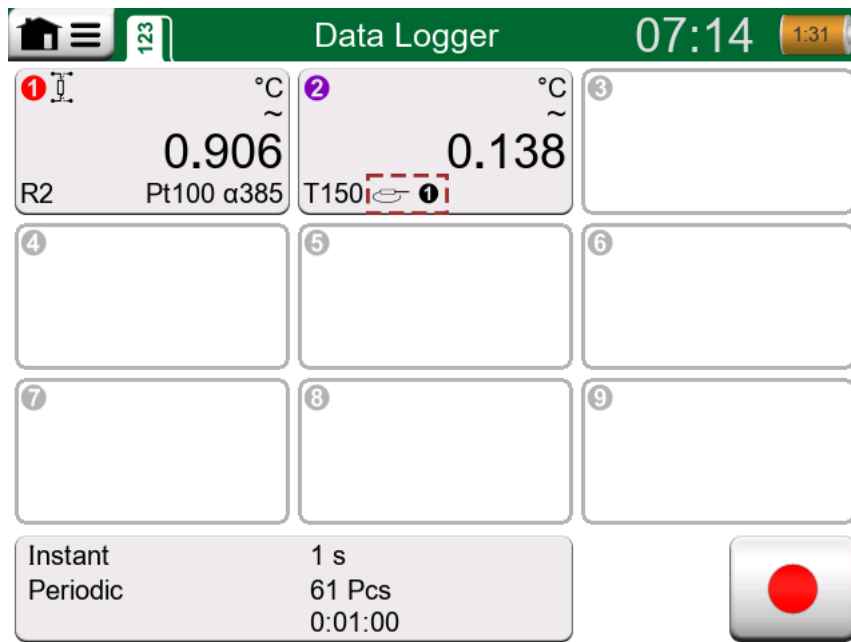 123 Data Logger 07:14 1:31
1 °C
~
0.906
R2 Pt100 α385
2 °C
~
0.138
T150 1
3
4
5
6
7
8
9
Instant 1 s
Periodic 61 Pcs
0:01:00